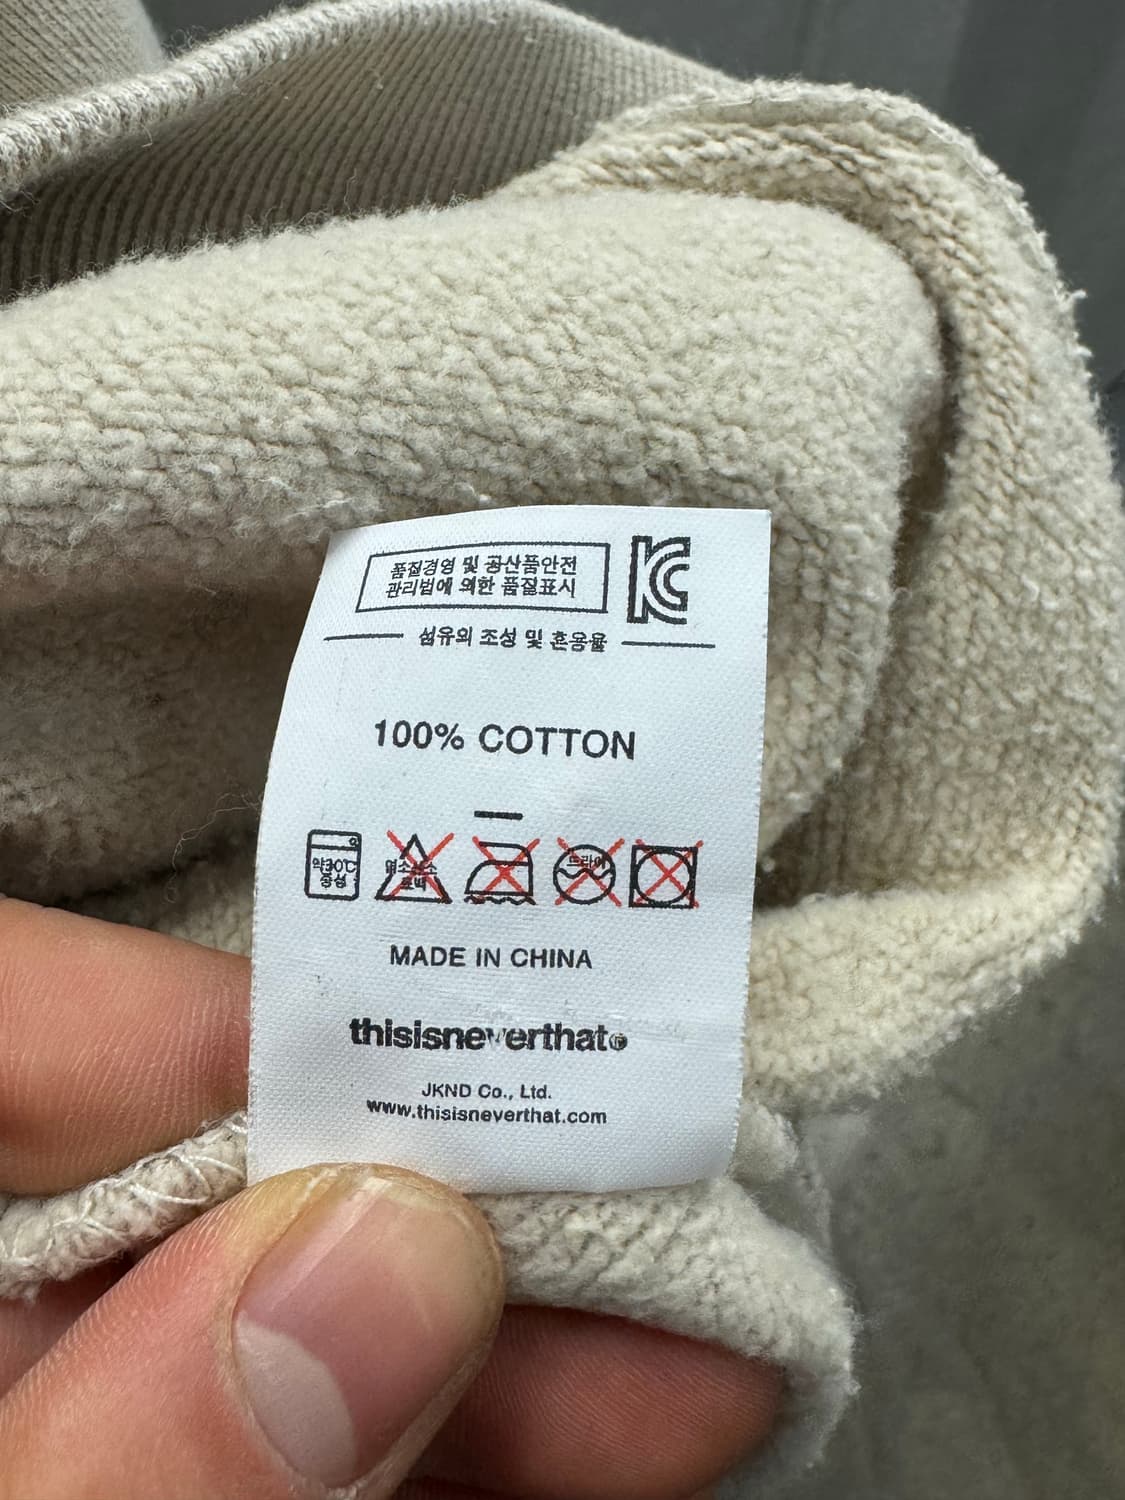 품질경영 및 공산품안전
관리법에 의한 품질표시
KC
섬유의 조성 및 혼용율
100% COTTON
약30℃
중성
염소표백
드라이
MADE IN CHINA
thisisneverthat®
JKND Co., Ltd.
www.thisisneverthat.com